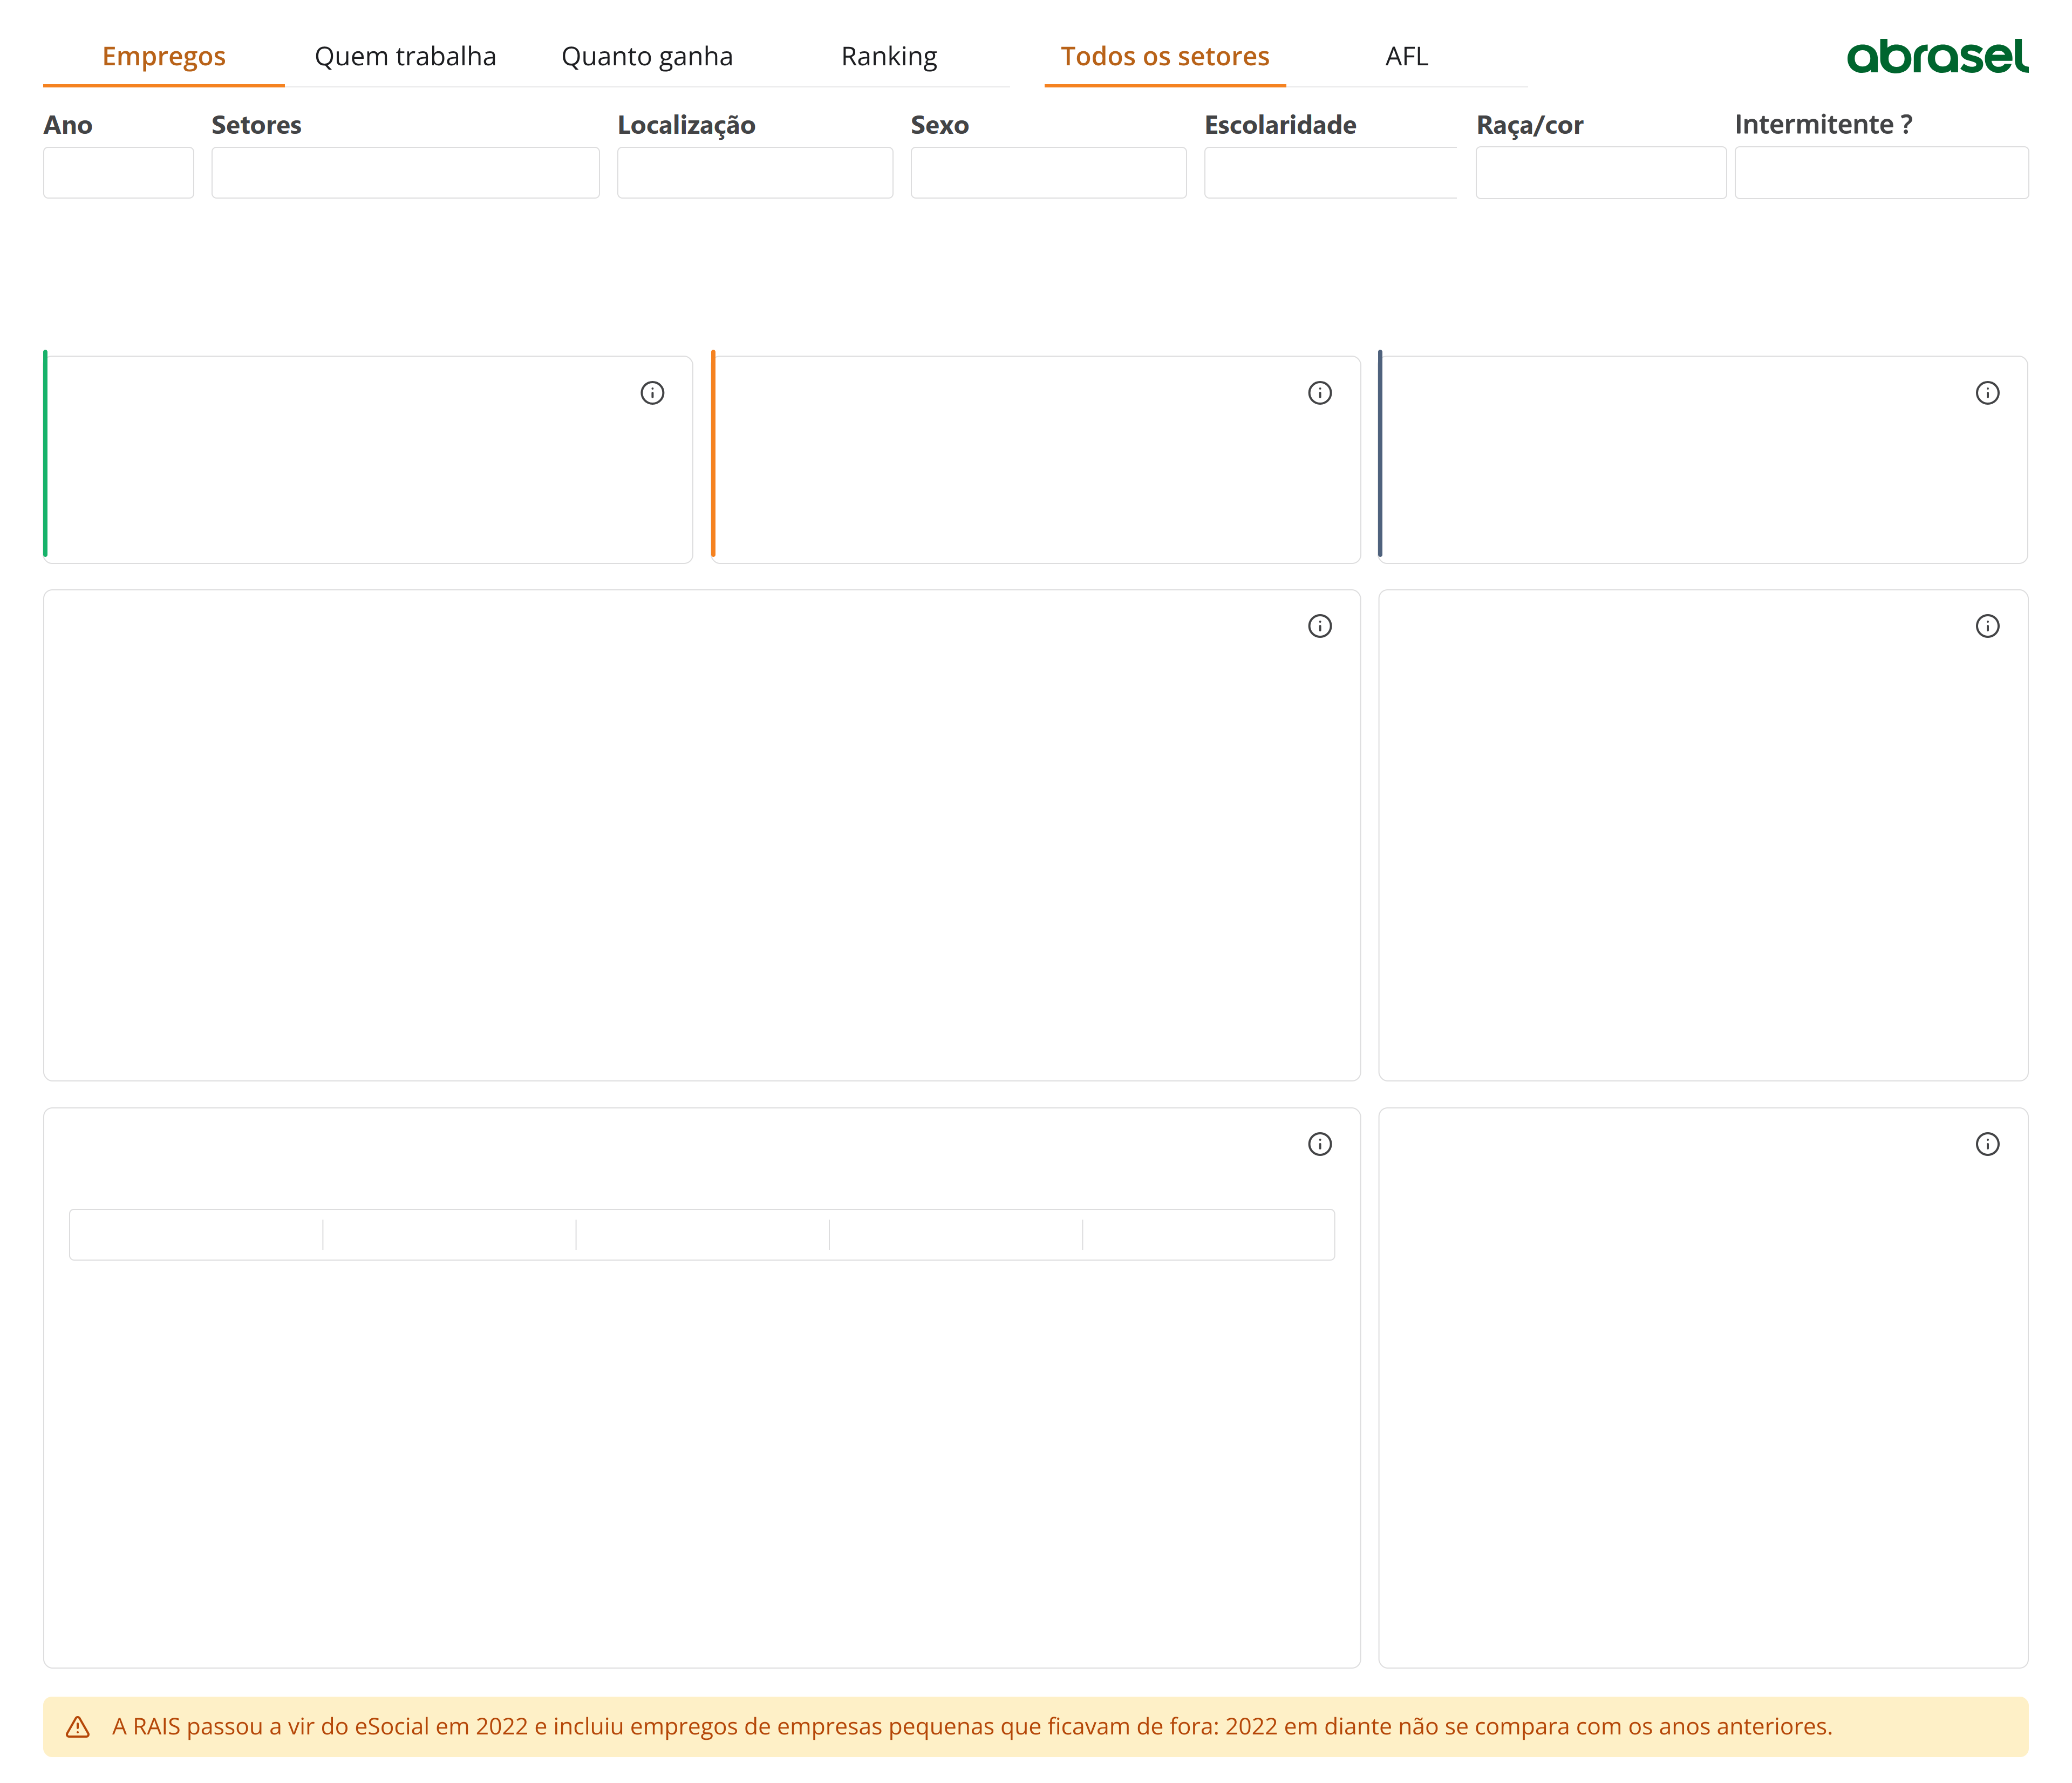 Empregos Quem trabalha Quanto ganha Ranking Todos os setores AFL abrasel
Ano Setores Localização Sexo Escolaridade Raça/cor Intermitente ?
A RAIS passou a vir do eSocial em 2022 e incluiu empregos de empresas pequenas que ficavam de fora: 2022 em diante não se compara com os anos anteriores.